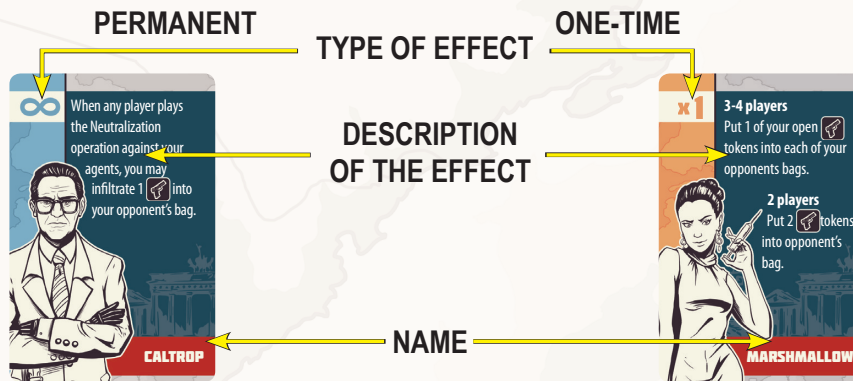 PERMANENT
ONE-TIME
TYPE OF EFFECT
∞
When any player plays
the Neutralization
operation against your
agents, you may
infiltrate 1 into
your opponent's bag.
x1
3-4 players
Put 1 of your open
tokens into each of your
opponents bags.
2 players
Put 2 tokens
into opponent's
bag.
DESCRIPTION
OF THE EFFECT
NAME
CALTROP
MARSHMALLOW